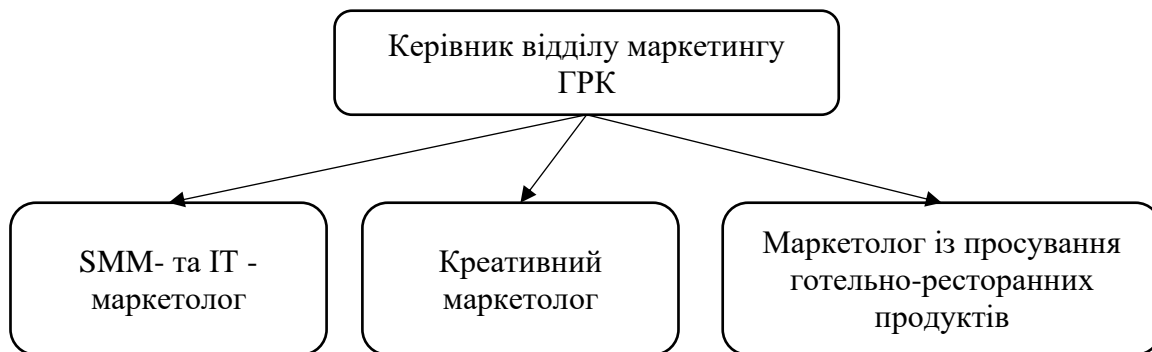 Керівник відділу маркетингу
ГРК
SMM- та IT -
маркетолог
Креативний
маркетолог
Маркетолог із просування
готельно-ресторанних
продуктів